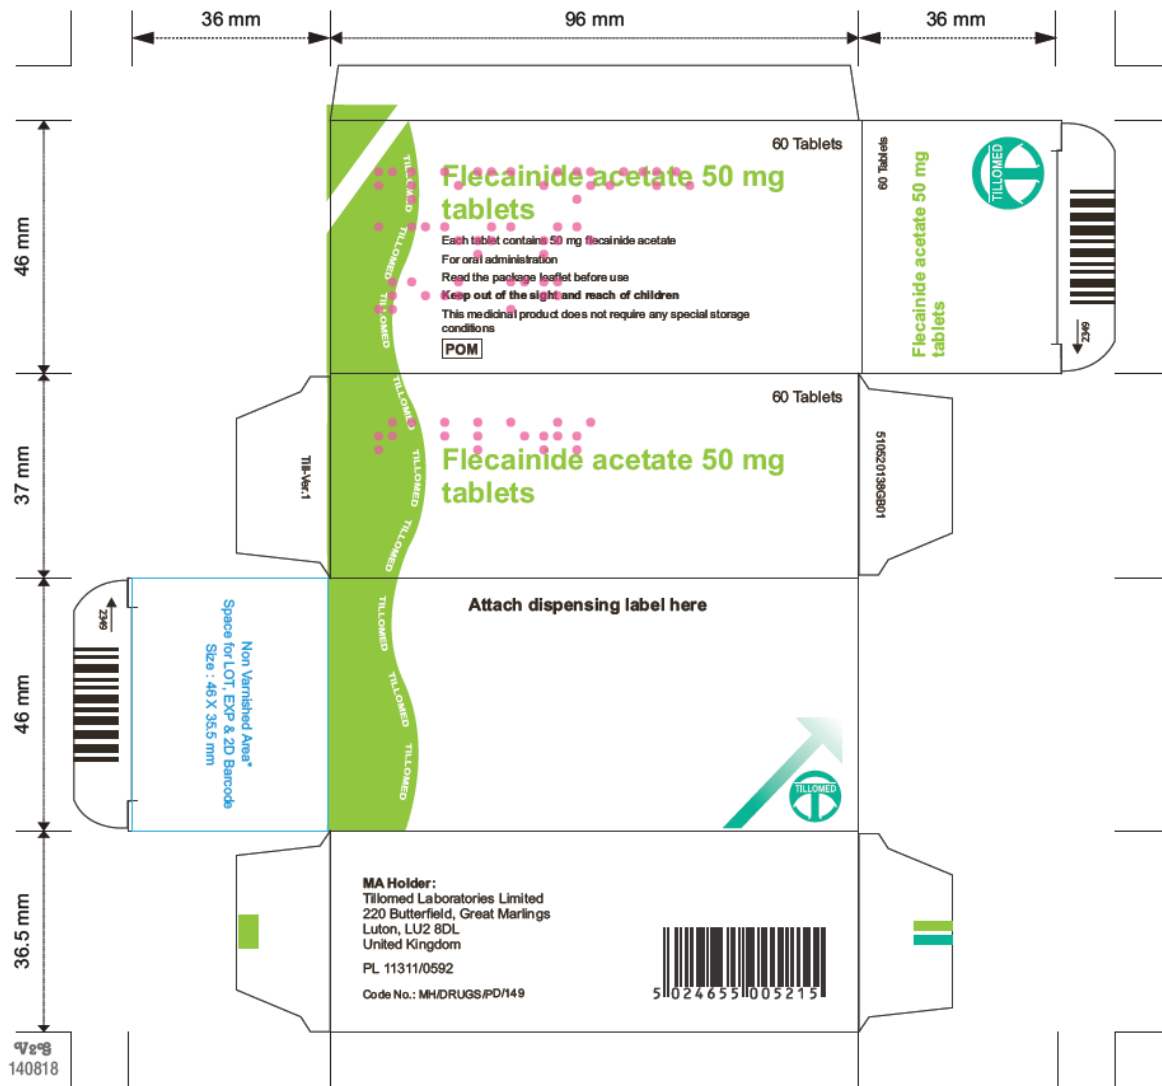 36 mm
96 mm
36 mm
46 mm
37 mm
46 mm
36.5 mm
60 Tablets
Flecainide acetate 50 mg
tablets
Each tablet contains 50 mg flecainide acetate
For oral administration
Read the package leaflet before use
Keep out of the sight and reach of children
This medicinal product does not require any special storage
conditions
POM
TILLOMED
TILLOMED
TILLOMED
60 Tablets
Flecainide acetate 50 mg
tablets
TILLOMED
2349
60 Tablets
Flecainide acetate 50 mg
tablets
TILLOMED
TILLOMED
TILLOMED
Till-Ver:1
510520138GB01
Attach dispensing label here
TILLOMED
TILLOMED
TILLOMED
TILLOMED
2349
Non Varnished Area*
Space for LOT, EXP & 2D Barcode
Size : 46 X 35.5 mm
MA Holder:
Tillomed Laboratories Limited
220 Butterfield, Great Marlings
Luton, LU2 8DL
United Kingdom
PL 11311/0592
Code No.: MH/DRUGS/PD/149
5 024655 005215
140818